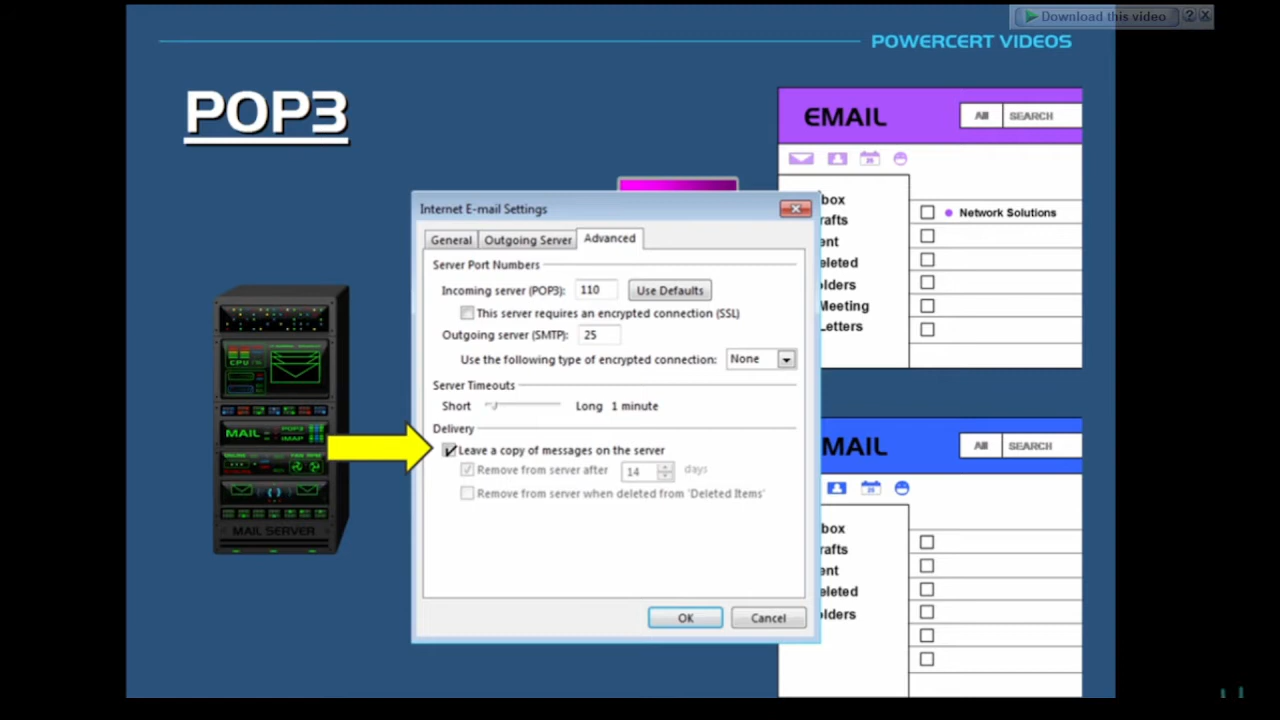 Download this video ? X
POWERCERT VIDEOS
POP3
EMAIL All SEARCH
Network Solutions
box
rafts
ent
eleted
olders
Meeting
Letters
Internet E-mail Settings
General Outgoing Server Advanced
Server Port Numbers
Incoming server (POP3): 110 Use Defaults
This server requires an encrypted connection (SSL)
Outgoing server (SMTP): 25
Use the following type of encrypted connection: None
Server Timeouts
Short Long 1 minute
Delivery
Leave a copy of messages on the server
Remove from server after 14 days
Remove from server when deleted from 'Deleted Items'
OK Cancel
CPU
MAIL POP3
IMAP
MAIL SERVER
MAIL All SEARCH
box
rafts
ent
eleted
olders